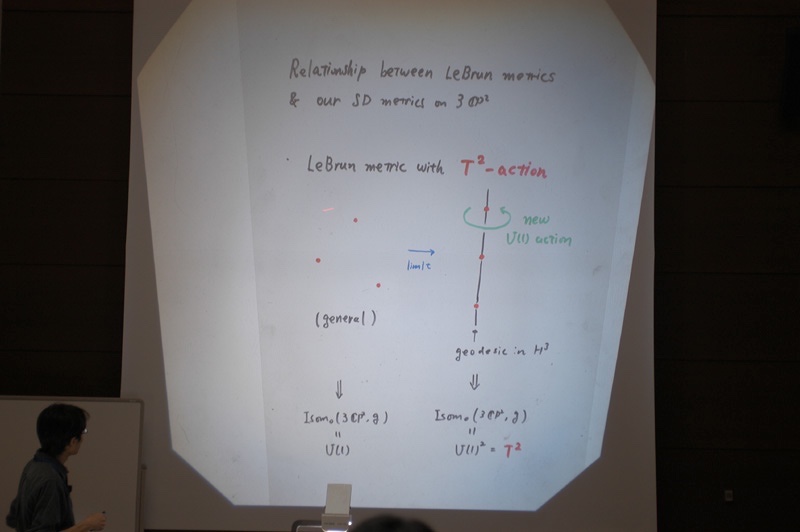 Relationship between LeBrun metrics
& our SD metrics on 3ℂP²
LeBrun metric with T²-action
new
U(1) action
limit
(general)
geodesic in H³
⇓ ⇓
Isom₀(3ℂP², g) Isom₀(3ℂP², g)
= =
U(1) U(1)² = T²